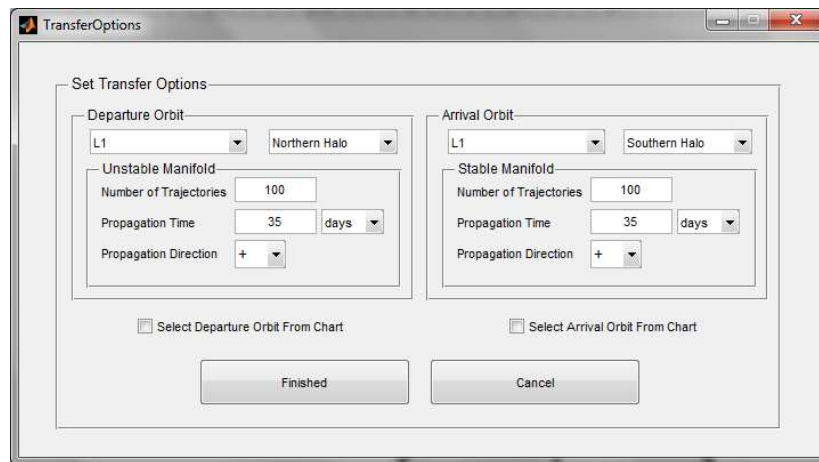 TransferOptions
Set Transfer Options
Departure Orbit
L1 Northern Halo
Unstable Manifold
Number of Trajectories 100
Propagation Time 35 days
Propagation Direction +
Arrival Orbit
L1 Southern Halo
Stable Manifold
Number of Trajectories 100
Propagation Time 35 days
Propagation Direction +
Select Departure Orbit From Chart
Select Arrival Orbit From Chart
Finished
Cancel